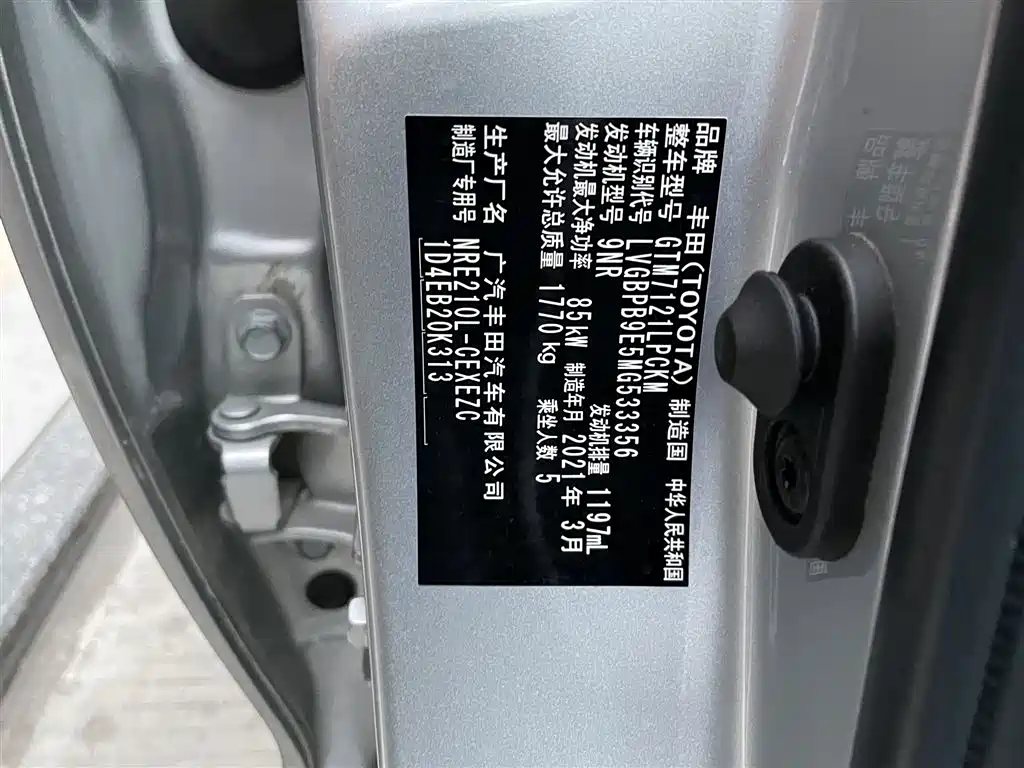 品牌 丰田(TOYOTA) 制造国 中华人民共和国
整车型号 GTM7121LPCKM
车辆识别代号 LVGBPB9E5MG533356
发动机型号 9NR 发动机排量 1197mL
发动机最大净功率 85kW 制造年月 2021年 3月
最大允许总质量 1770kg 乘坐人数 5
生产厂名 广汽丰田汽车有限公司
制造厂专用号 NRE210L-CEXEZC
1D4EB20K313